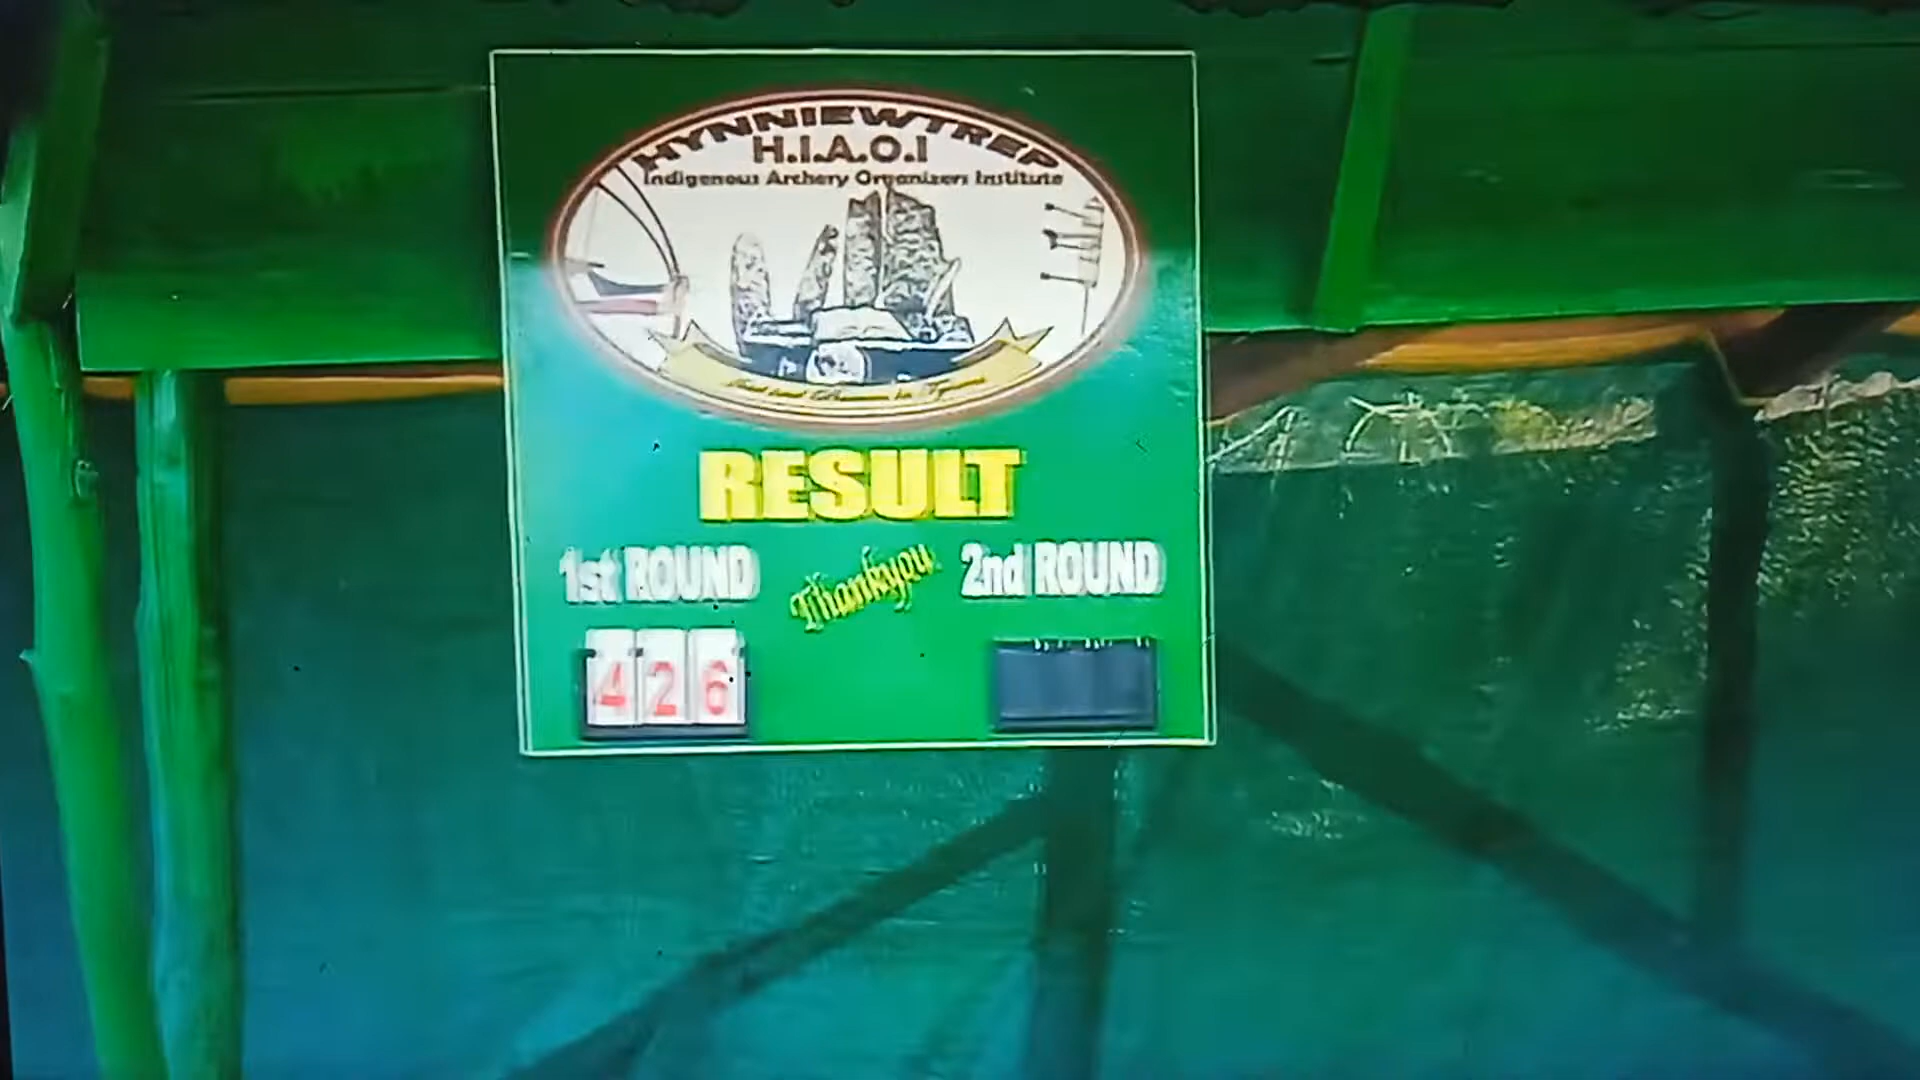 HYNNIEWTREP
H.I.A.O.I
Indigenous Archery Organizers Institute
RESULT
1st ROUND
Thankyou
2nd ROUND
426